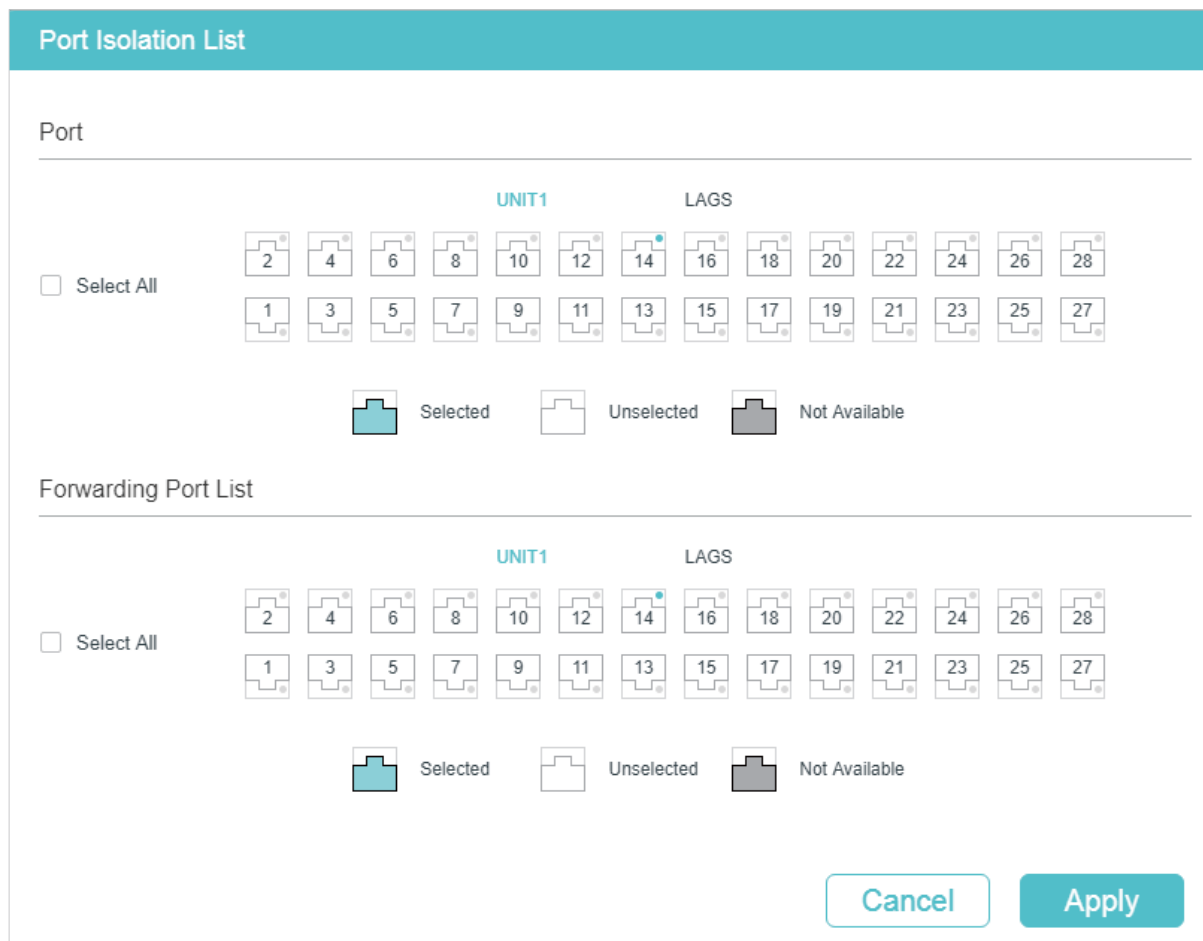 Port Isolation List
Port
UNIT1 LAGS
2 4 6 8 10 12 14 16 18 20 22 24 26 28
Select All
1 3 5 7 9 11 13 15 17 19 21 23 25 27
Selected Unselected Not Available
Forwarding Port List
UNIT1 LAGS
2 4 6 8 10 12 14 16 18 20 22 24 26 28
Select All
1 3 5 7 9 11 13 15 17 19 21 23 25 27
Selected Unselected Not Available
Cancel Apply